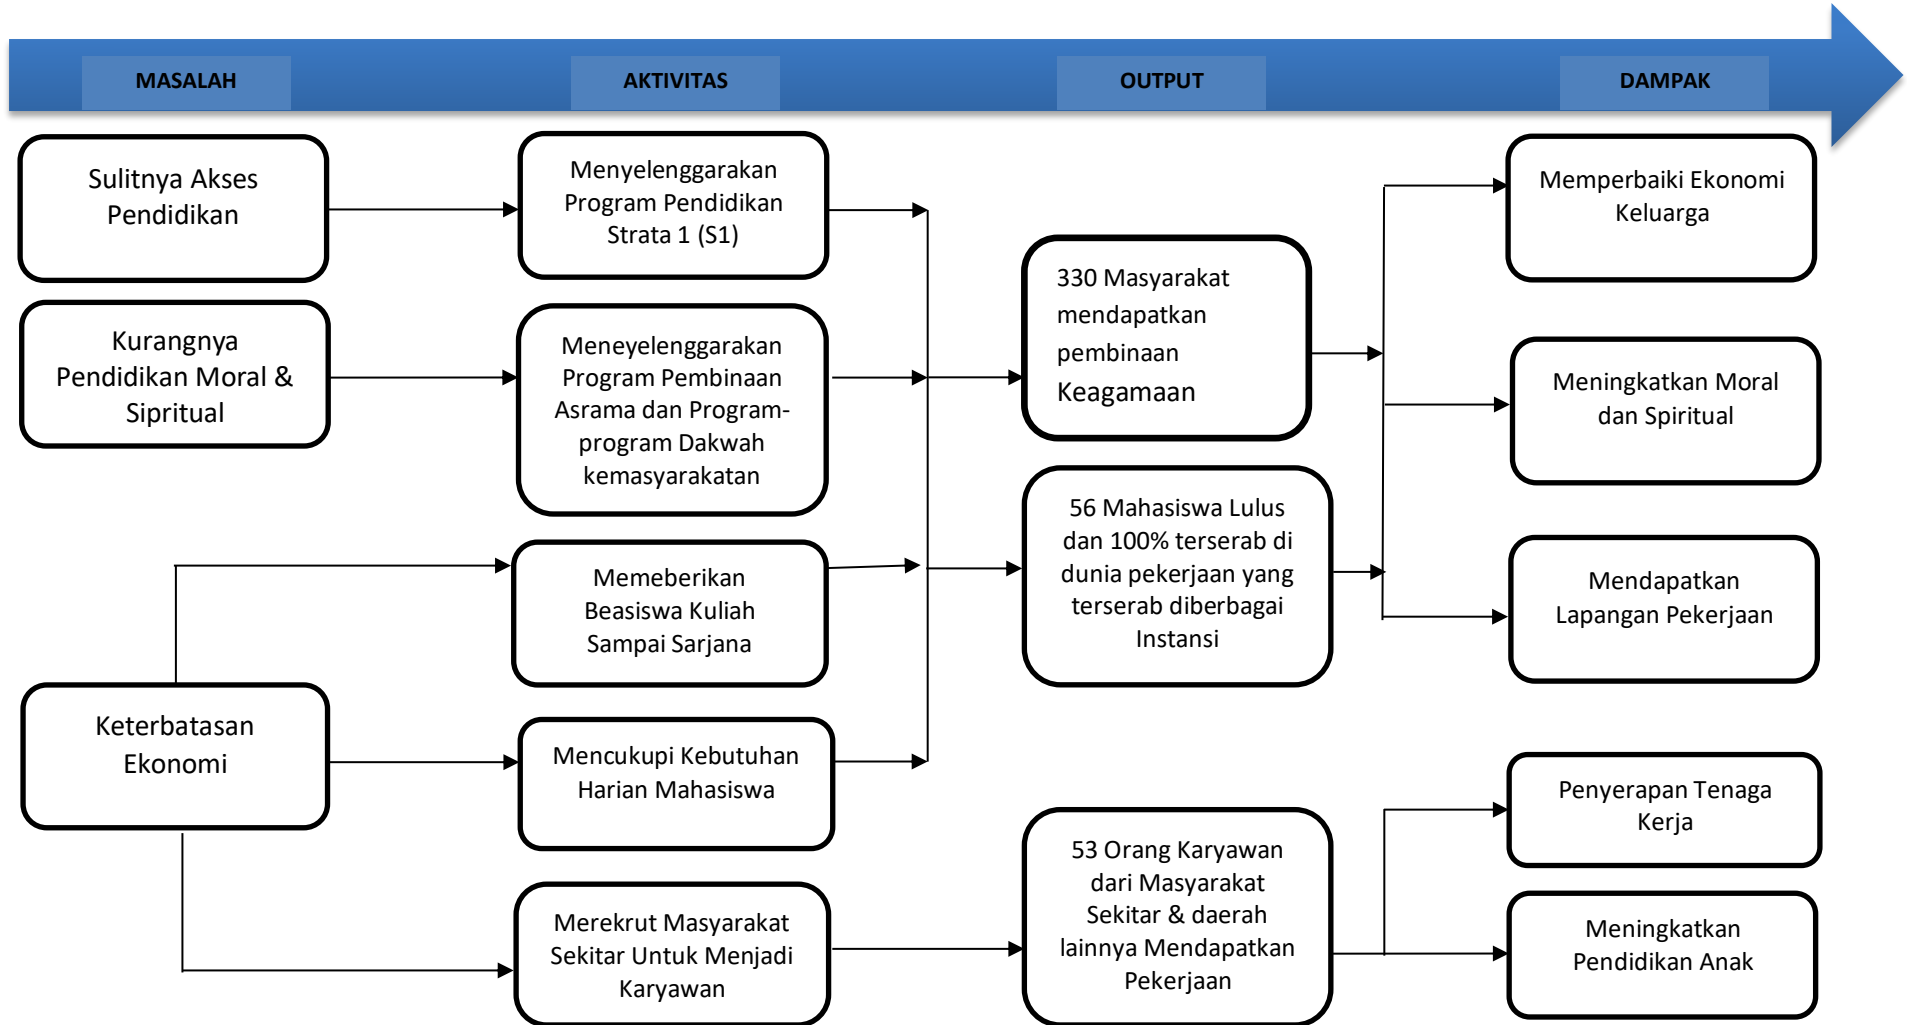 MASALAH
AKTIVITAS
OUTPUT
DAMPAK
Sulitnya Akses
Pendidikan
Kurangnya
Pendidikan Moral &
Sipritual
Keterbatasan
Ekonomi
Menyelenggarakan
Program Pendidikan
Strata 1 (S1)
Meneyelenggarakan
Program Pembinaan
Asrama dan Program-
program Dakwah
kemasyarakatan
Memeberikan
Beasiswa Kuliah
Sampai Sarjana
Mencukupi Kebutuhan
Harian Mahasiswa
Merekrut Masyarakat
Sekitar Untuk Menjadi
Karyawan
330 Masyarakat
mendapatkan
pembinaan
Keagamaan
56 Mahasiswa Lulus
dan 100% terserab di
dunia pekerjaan yang
terserab diberbagai
Instansi
53 Orang Karyawan
dari Masyarakat
Sekitar & daerah
lainnya Mendapatkan
Pekerjaan
Memperbaiki Ekonomi
Keluarga
Meningkatkan Moral
dan Spiritual
Mendapatkan
Lapangan Pekerjaan
Penyerapan Tenaga
Kerja
Meningkatkan
Pendidikan Anak